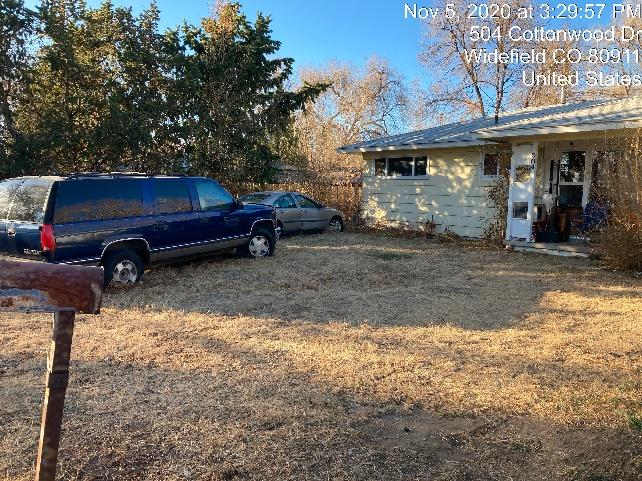 Nov 5, 2020 at 3:29:57 PM
504 Cottonwood Dr
Widefield CO 80911
United States